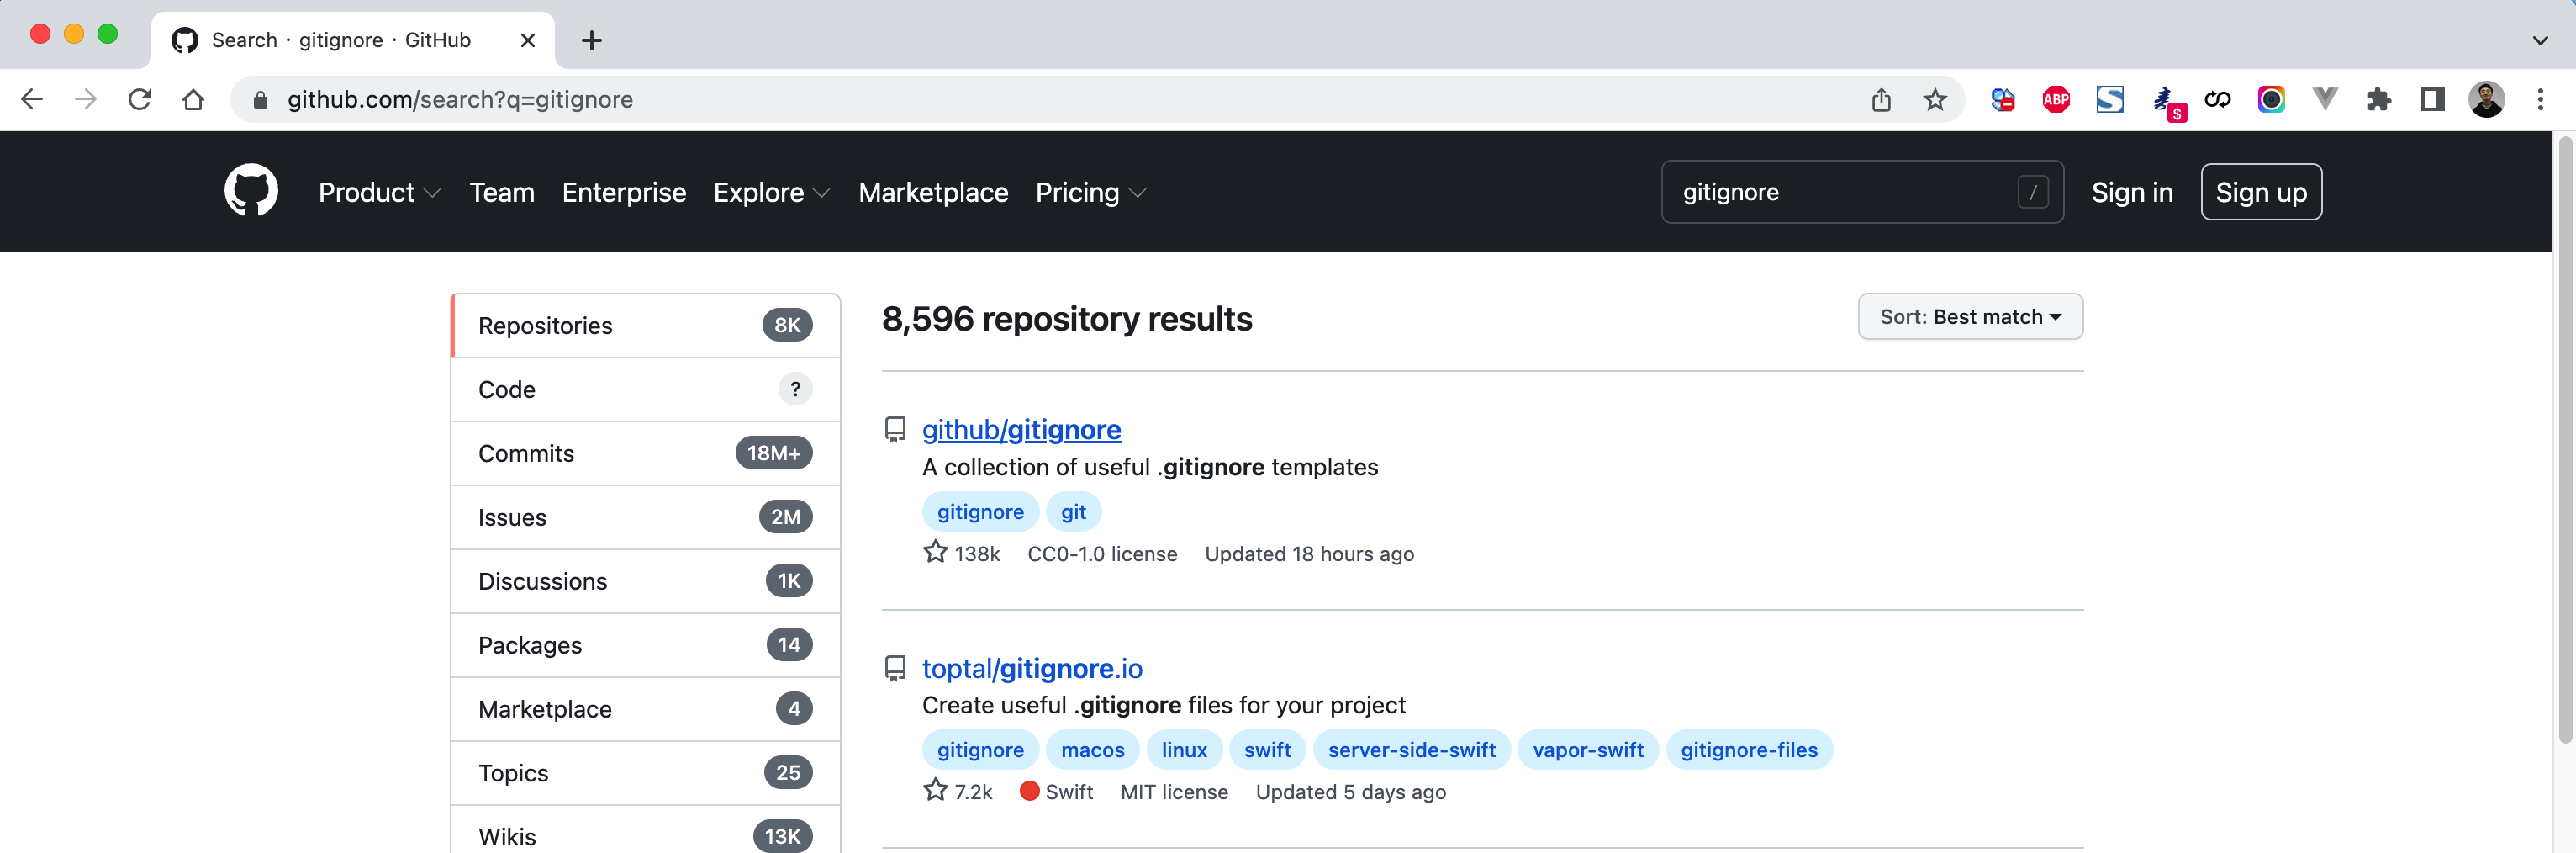 Search · gitignore · GitHub
github.com/search?q=gitignore
ABP
$
Product Team Enterprise Explore Marketplace Pricing
gitignore /
Sign in Sign up
Repositories 8K
Code ?
Commits 18M+
Issues 2M
Discussions 1K
Packages 14
Marketplace 4
Topics 25
Wikis 13K
8,596 repository results
Sort: Best match
github/gitignore
A collection of useful .gitignore templates
gitignore git
138k CC0-1.0 license Updated 18 hours ago
toptal/gitignore.io
Create useful .gitignore files for your project
gitignore macos linux swift server-side-swift vapor-swift gitignore-files
7.2k Swift MIT license Updated 5 days ago